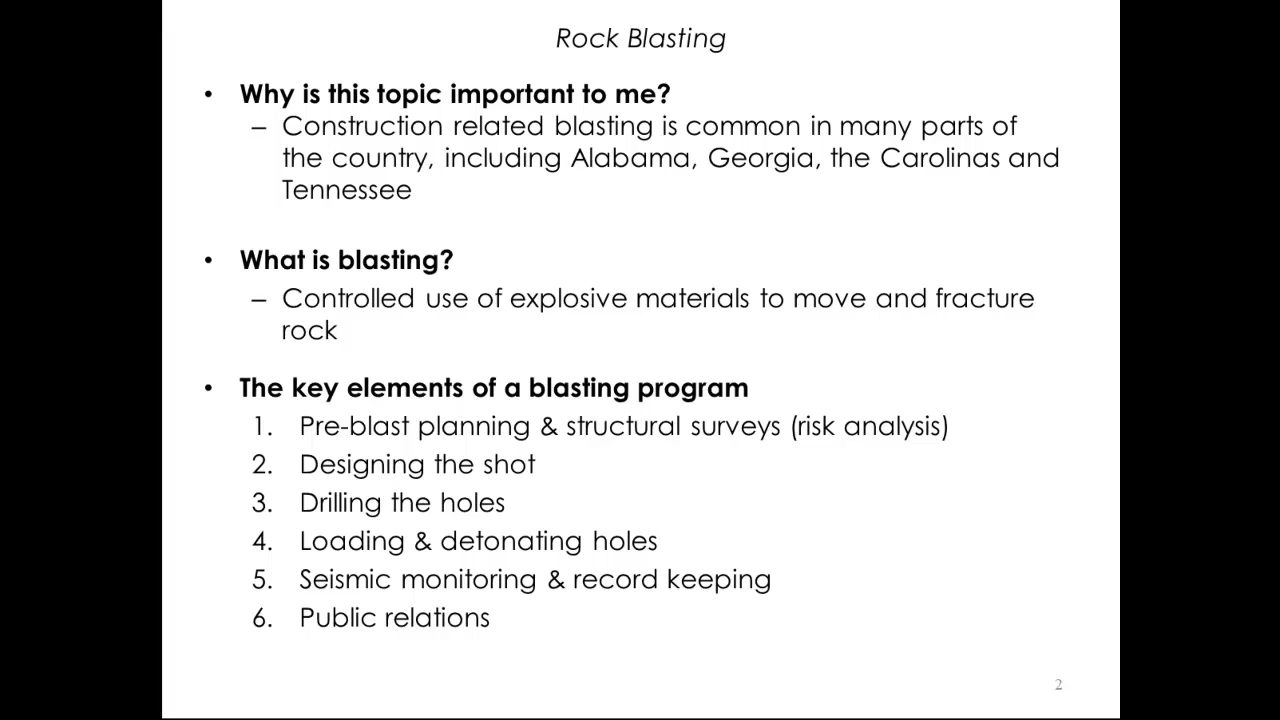 Rock Blasting
• Why is this topic important to me?
– Construction related blasting is common in many parts of
the country, including Alabama, Georgia, the Carolinas and
Tennessee
• What is blasting?
– Controlled use of explosive materials to move and fracture
rock
• The key elements of a blasting program
1. Pre-blast planning & structural surveys (risk analysis)
2. Designing the shot
3. Drilling the holes
4. Loading & detonating holes
5. Seismic monitoring & record keeping
6. Public relations
2